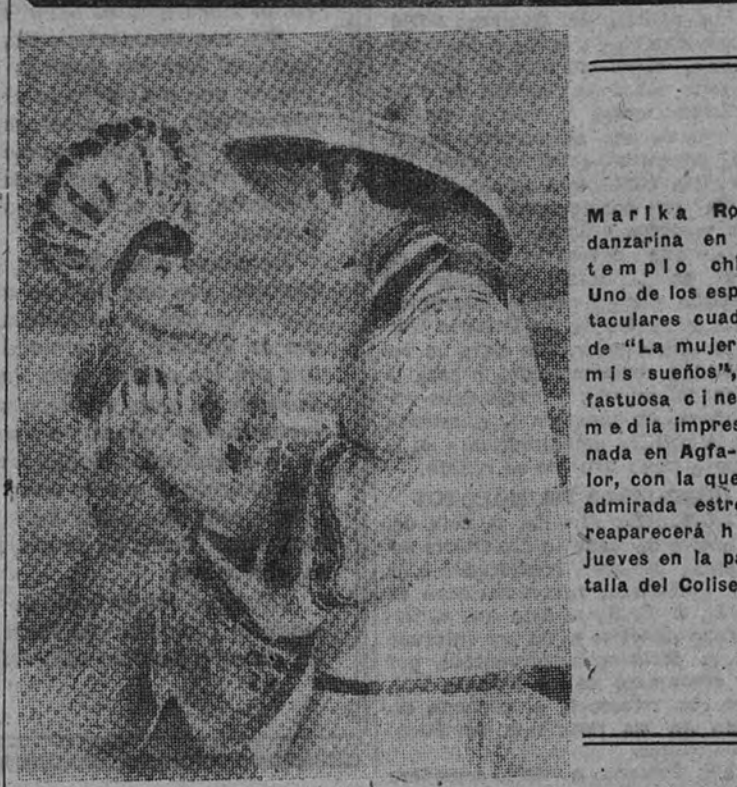 Marika Ro
danzarina en
templo chi
Uno de los esp
taculares cuad
de "La mujer
mis sueños",
fastuosa cine
media impres
nada en Agfa-
lor, con la que
admirada estre
reaparecerá h
jueves en la pa
talla del Colise